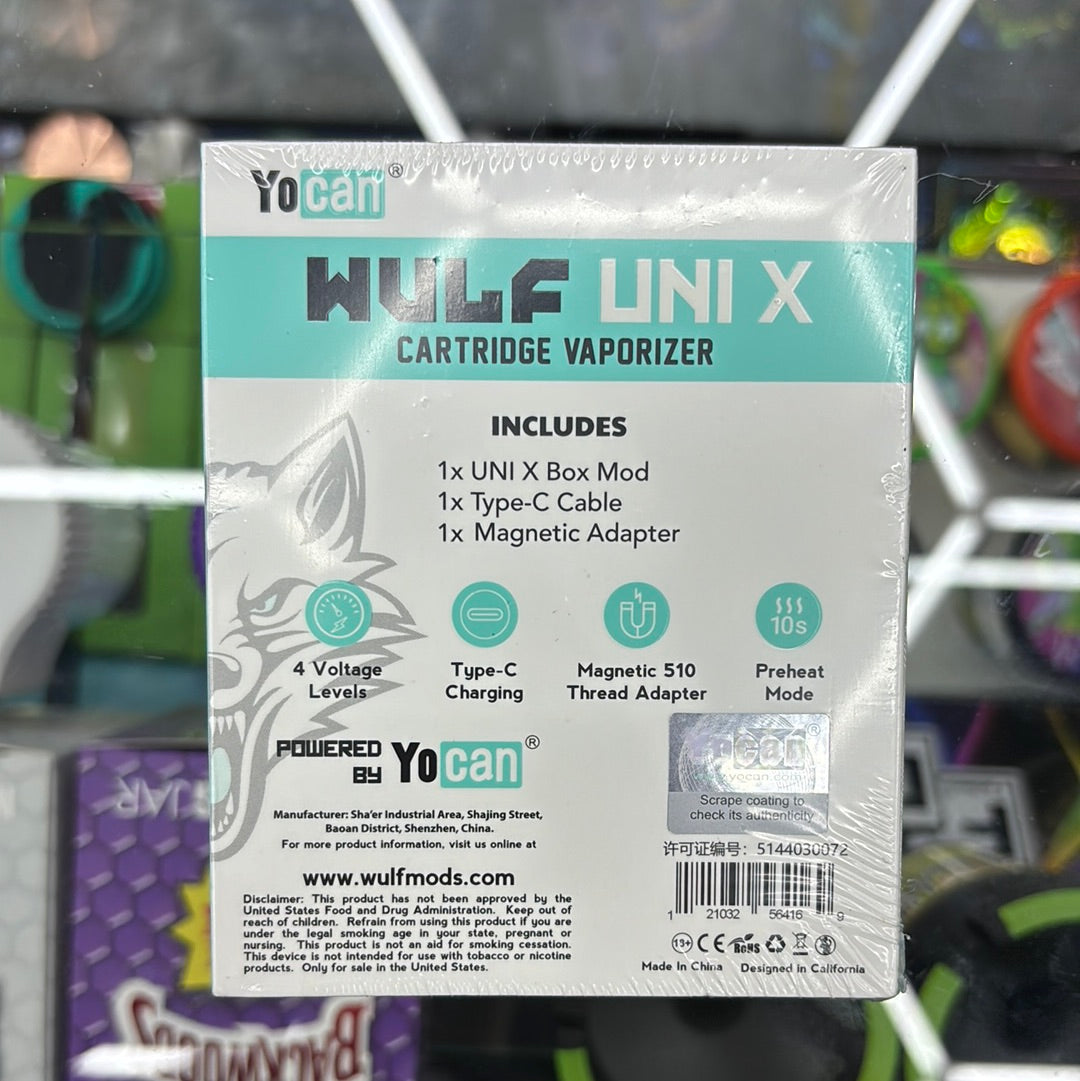 Yocan®
WULF UNI X
CARTRIDGE VAPORIZER
INCLUDES
1x UNI X Box Mod
1x Type-C Cable
1x Magnetic Adapter
10s
4 Voltage
Levels
Type-C
Charging
Magnetic 510
Thread Adapter
Preheat
Mode
POWERED
BY Yocan®
Yocan®
yocan.com
Scrape coating to
check its authenticity
Manufacturer: Sha'er Industrial Area, Shajing Street,
Baoan District, Shenzhen, China.
For more product information, visit us online at
www.wulfmods.com
许可证编号: 5144030072
1 21032 56416 9
Disclaimer: This product has not been approved by the
United States Food and Drug Administration. Keep out of
reach of children. Refrain from using this product if you are
under the legal smoking age in your state, pregnant or
nursing. This product is not an aid for smoking cessation.
This device is not intended for use with tobacco or nicotine
products. Only for sale in the United States.
CE RoHS
Made In China Designed in California
BACKWOODS